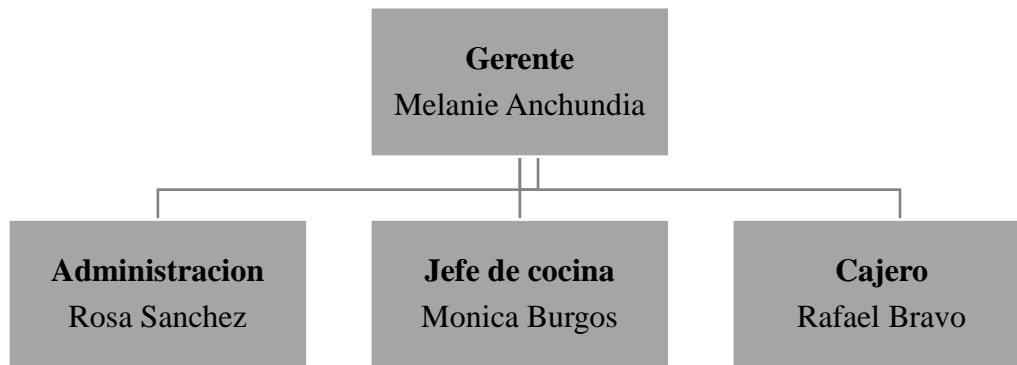 Gerente
Melanie Anchundia
Administracion
Rosa Sanchez
Jefe de cocina
Monica Burgos
Cajero
Rafael Bravo